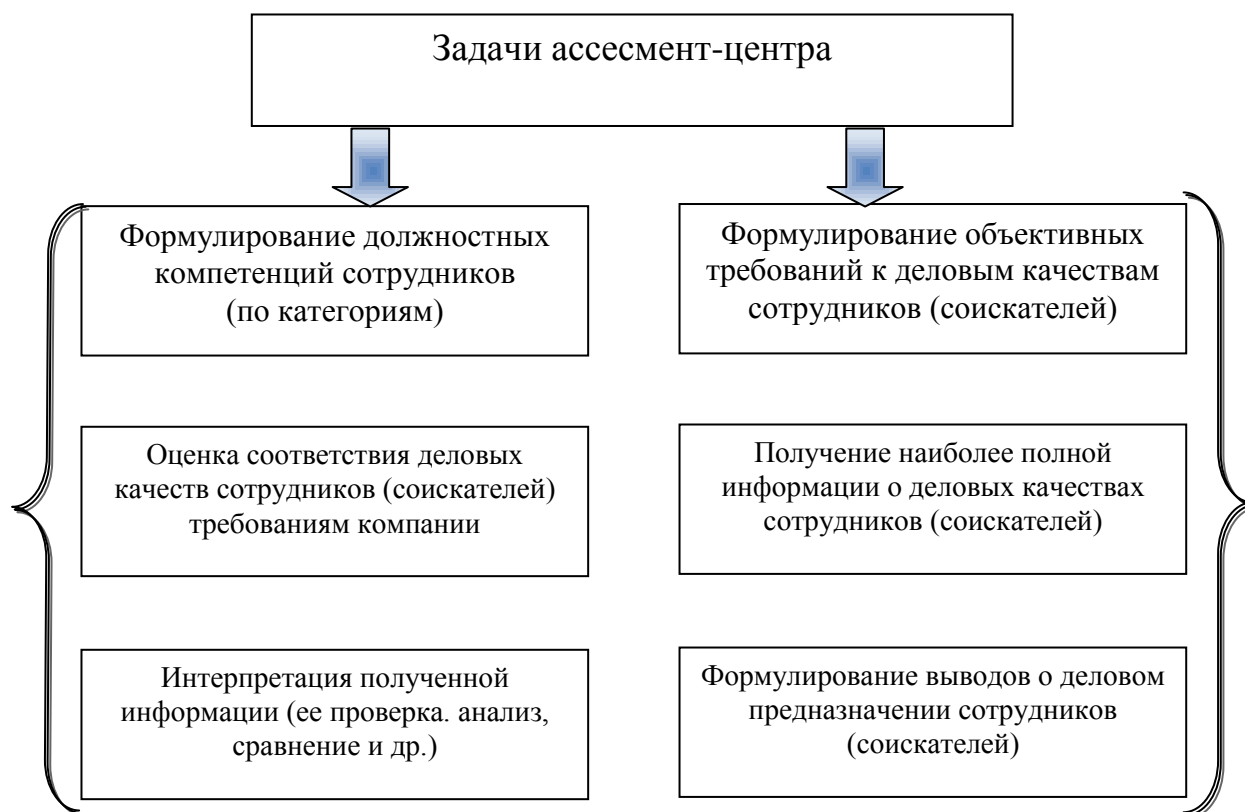 Задачи ассесмент-центра
Формулирование должностных
компетенций сотрудников
(по категориям)
Формулирование объективных
требований к деловым качествам
сотрудников (соискателей)
Оценка соответствия деловых
качеств сотрудников (соискателей)
требованиям компании
Получение наиболее полной
информации о деловых качествах
сотрудников (соискателей)
Интерпретация полученной
информации (ее проверка. анализ,
сравнение и др.)
Формулирование выводов о деловом
предназначении сотрудников
(соискателей)